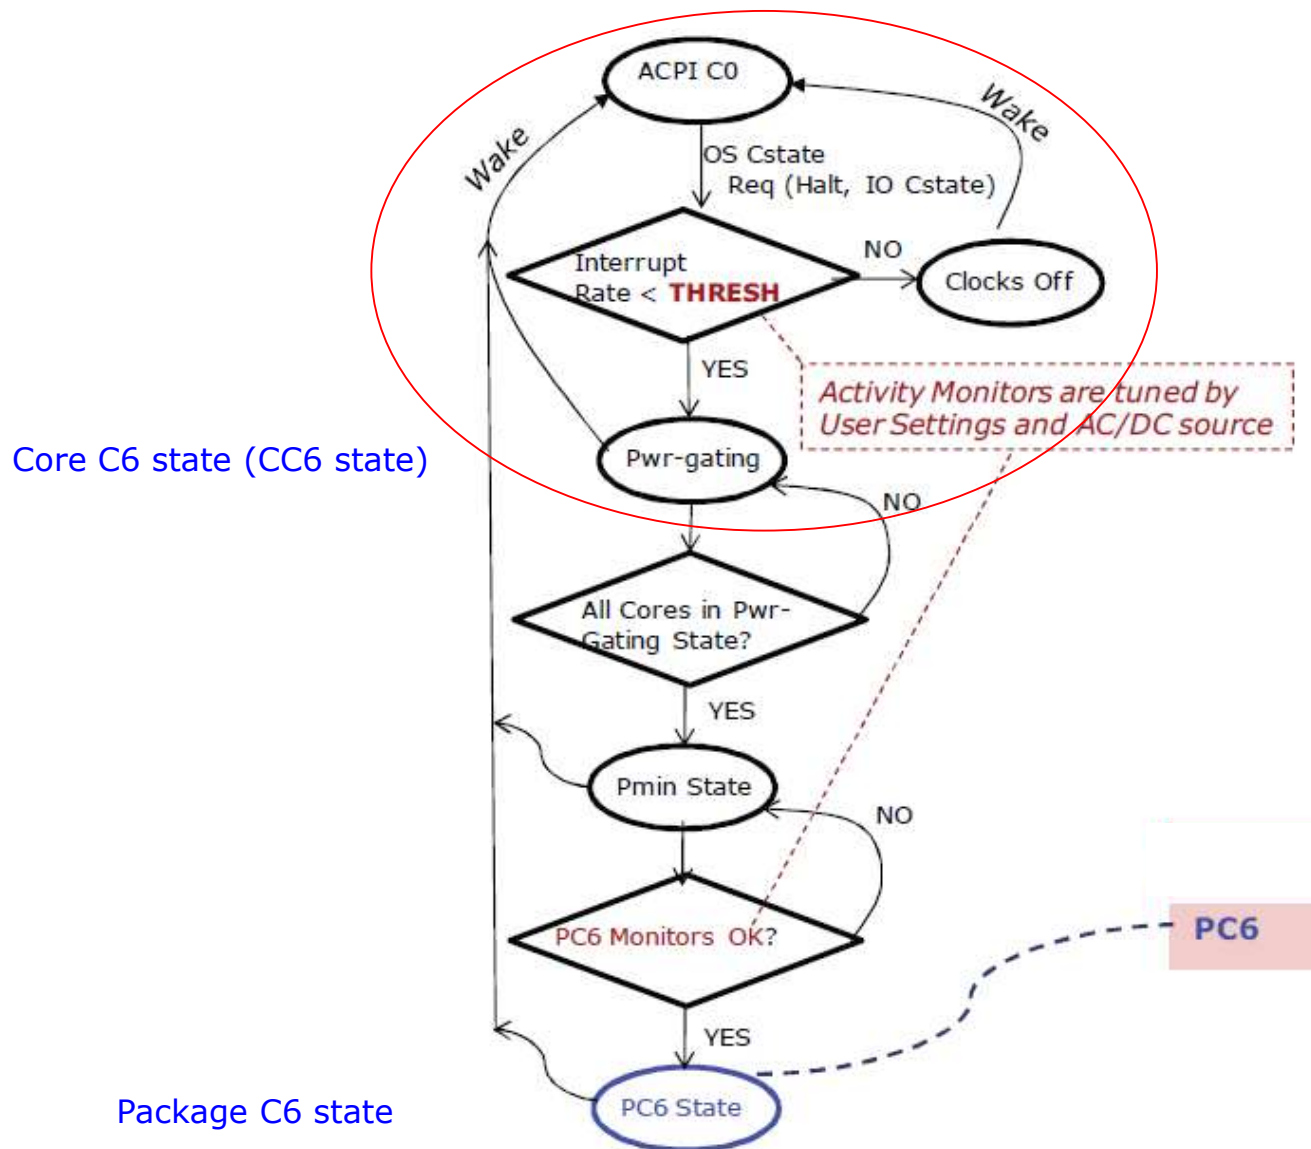 ACPI C0
Wake
Wake
OS Cstate
Req (Halt, IO Cstate)
Interrupt
Rate < THRESH
NO
Clocks Off
YES
Activity Monitors are tuned by
User Settings and AC/DC source
Core C6 state (CC6 state)
Pwr-gating
NO
All Cores in Pwr-
Gating State?
YES
Pmin State
NO
PC6 Monitors OK?
PC6
YES
PC6 State
Package C6 state